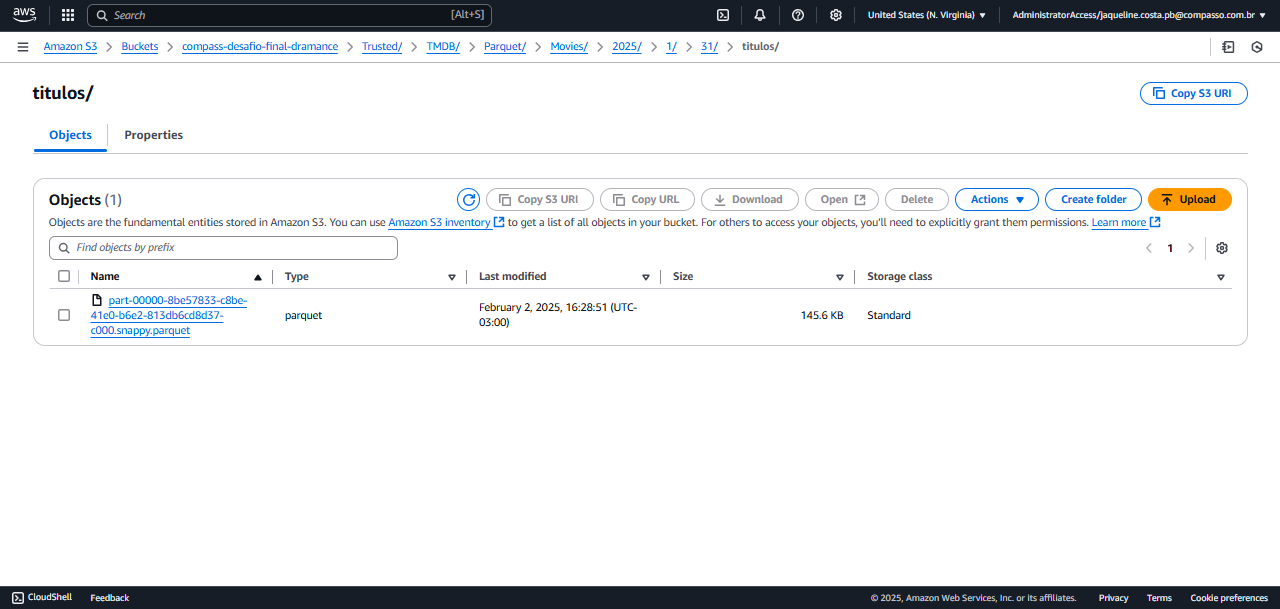 aws
Search [Alt+S]
United States (N. Virginia)
AdministratorAccess/jaqueline.costa.pb@compasso.com.br
Amazon S3 > Buckets > compass-desafio-final-dramance > Trusted/ > TMDB/ > Parquet/ > Movies/ > 2025/ > 1/ > 31/ > titulos/
titulos/
Copy S3 URI
Objects
Properties
Objects (1)
Copy S3 URI
Copy URL
Download
Open
Delete
Actions
Create folder
Upload
Objects are the fundamental entities stored in Amazon S3. You can use Amazon S3 inventory to get a list of all objects in your bucket. For others to access your objects, you'll need to explicitly grant them permissions. Learn more
Find objects by prefix
1
Name
Type
Last modified
Size
Storage class
part-00000-8be57833-c8be-
41e0-b6e2-813db6cd8d37-
c000.snappy.parquet
parquet
February 2, 2025, 16:28:51 (UTC-
03:00)
145.6 KB
Standard
CloudShell
Feedback
© 2025, Amazon Web Services, Inc. or its affiliates.
Privacy
Terms
Cookie preferences